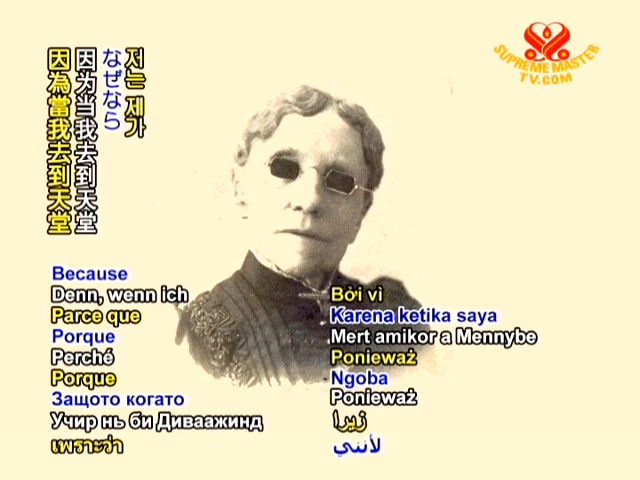 SUPREME MASTER
TV.COM
저는 제가
なぜなら
因为当我去到天堂
因為當我去到天堂
Because
Denn, wenn ich
Parce que
Porque
Perché
Porque
Защото когато
Учир нь би Диваажинд
เพราะว่า
Bởi vì
Karena ketika saya
Mert amikor a Mennybe
Ponieważ
Ngoba
Ponieważ
زیرا
لأنني